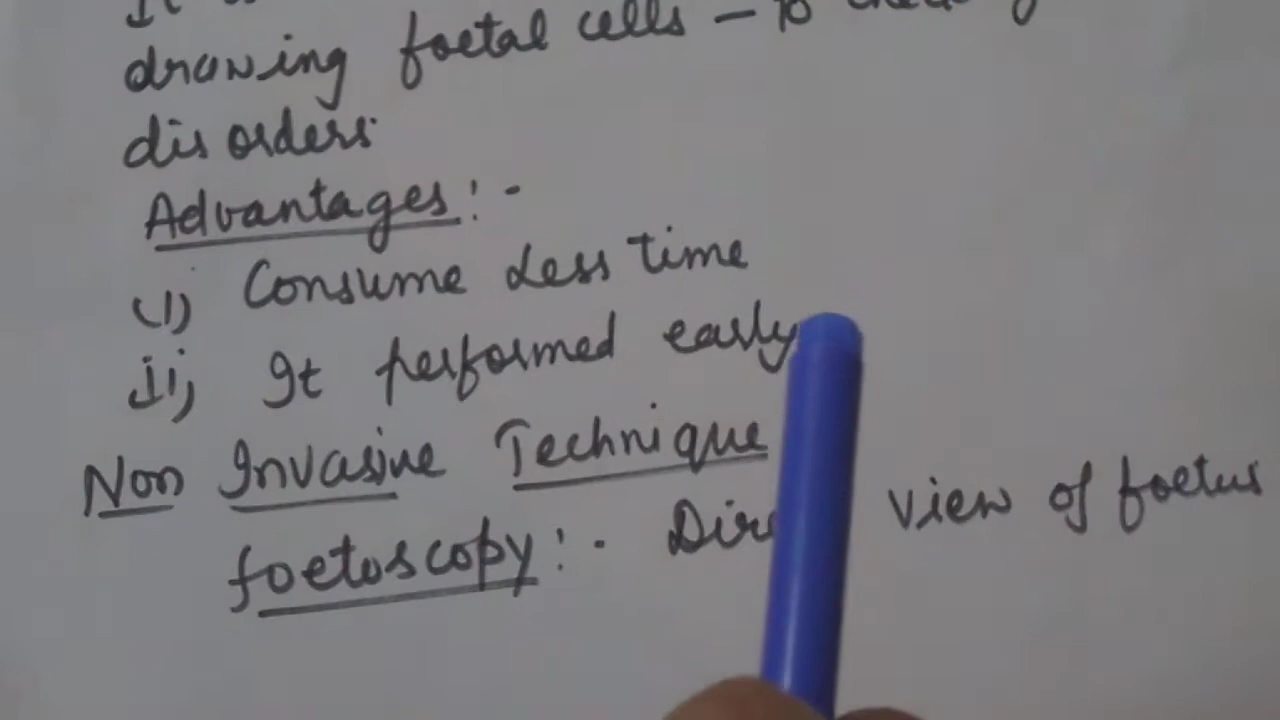 drawing foetal cells - to
disorders
Advantages:-
(i) Consume Less time
ii) It performed early
Non Invasive Technique
foetoscopy:- view of foetus